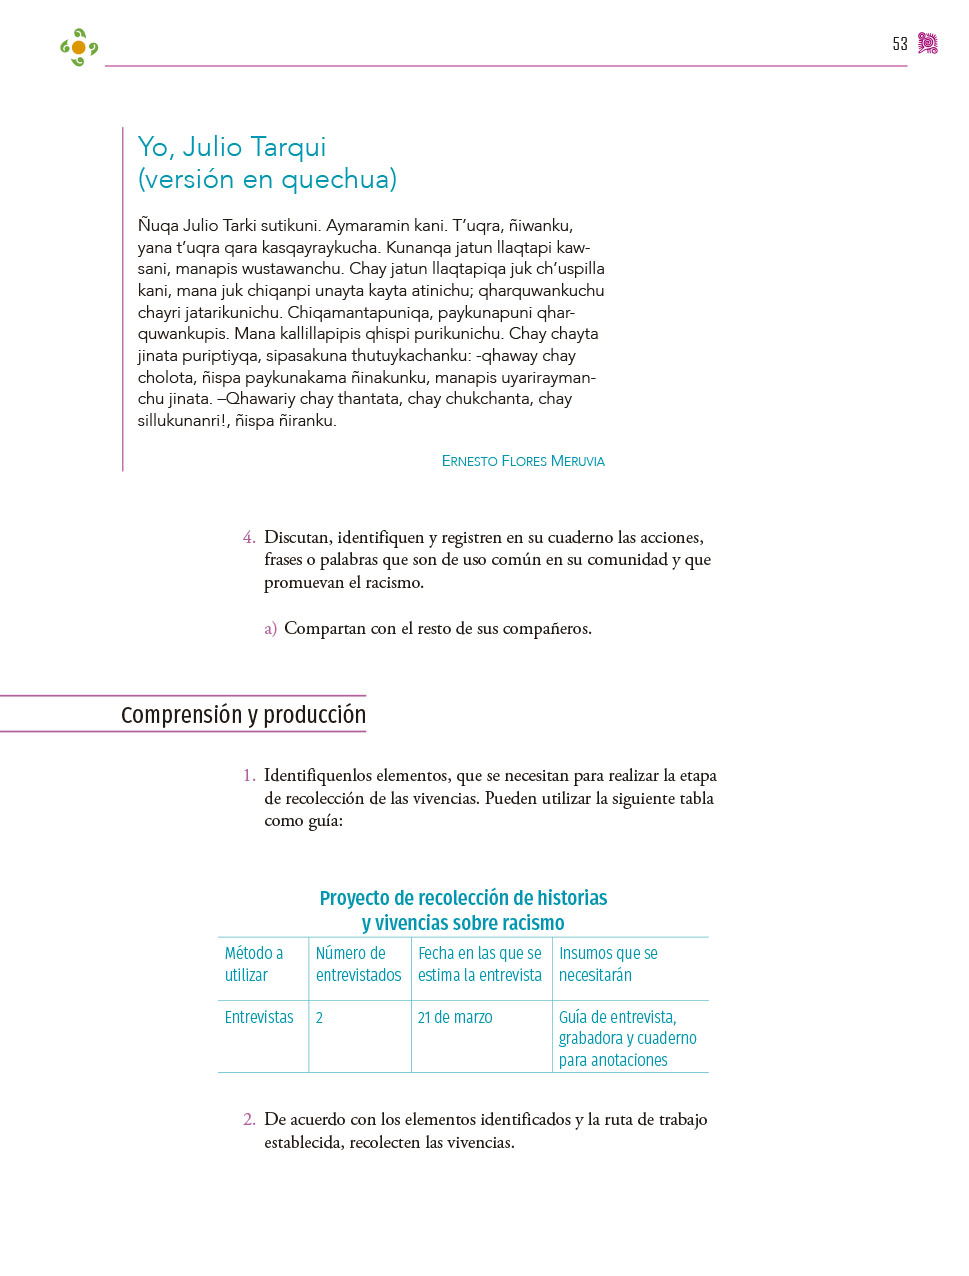 53
Yo, Julio Tarqui
(versión en quechua)
Ñuqa Julio Tarki sutikuni. Aymaramin kani. T’uqra, ñiwanku,
yana t’uqra qara kasqayraykucha. Kunanqa jatun llaqtapi kaw-
sani, manapis wustawanchu. Chay jatun llaqtapiqa juk ch’uspilla
kani, mana juk chiqanpi unayta kayta atinichu; qharquwankuchu
chayri jatarikunichu. Chiqamantapuniqa, paykunapuni qhar-
quwankupis. Mana kallillapipis qhispi purikunichu. Chay chayta
jinata puriptiyqa, sipasakuna thutuykachanku: -qhaway chay
cholota, ñispa paykunakama ñinakunku, manapis uyarirayman-
chu jinata. –Qhawariy chay thantata, chay chukchanta, chay
sillukunanri!, ñispa ñiranku.
Ernesto Flores Meruvia
4. Discutan, identifiquen y registren en su cuaderno las acciones,
frases o palabras que son de uso común en su comunidad y que
promuevan el racismo.
a) Compartan con el resto de sus compañeros.
Comprensión y producción
1. Identifiquenlos elementos, que se necesitan para realizar la etapa
de recolección de las vivencias. Pueden utilizar la siguiente tabla
como guía:
Proyecto de recolección de historias
y vivencias sobre racismo
Método a utilizar
Número de entrevistados
Fecha en las que se estima la entrevista
Insumos que se necesitarán
Entrevistas
2
21 de marzo
Guía de entrevista,
grabadora y cuaderno
para anotaciones
2. De acuerdo con los elementos identificados y la ruta de trabajo
establecida, recolecten las vivencias.